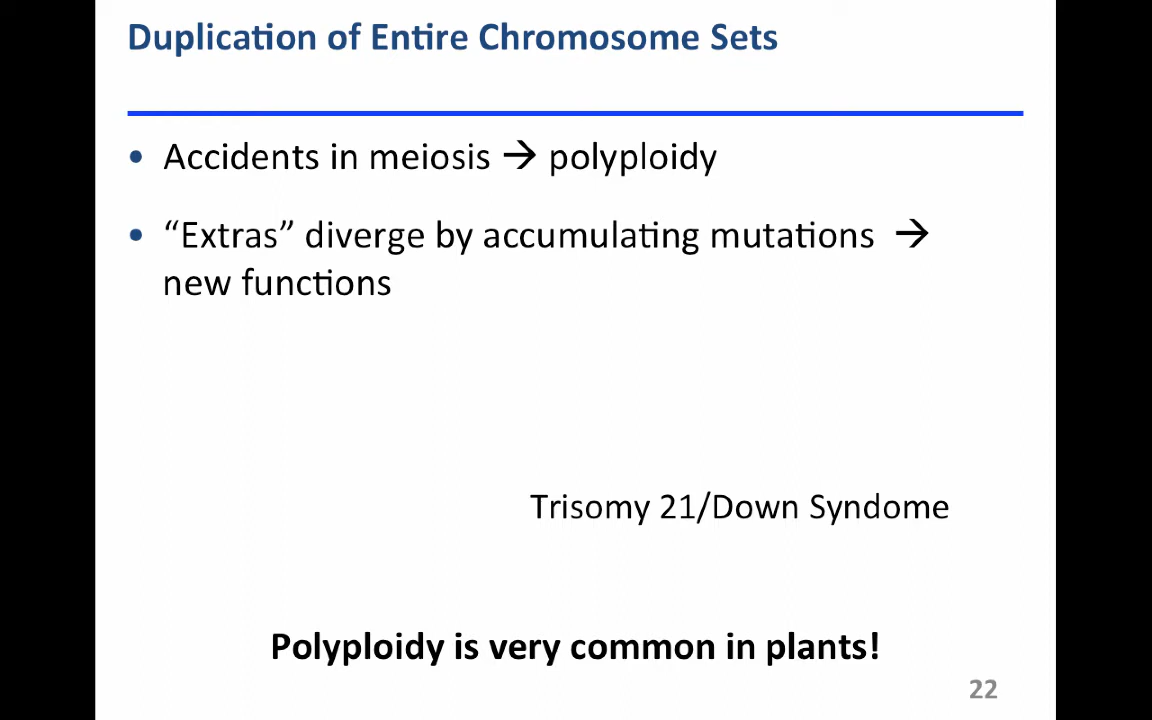 Duplication of Entire Chromosome Sets
• Accidents in meiosis → polyploidy
• “Extras” diverge by accumulating mutations →
new functions
Trisomy 21/Down Syndome
Polyploidy is very common in plants!
22